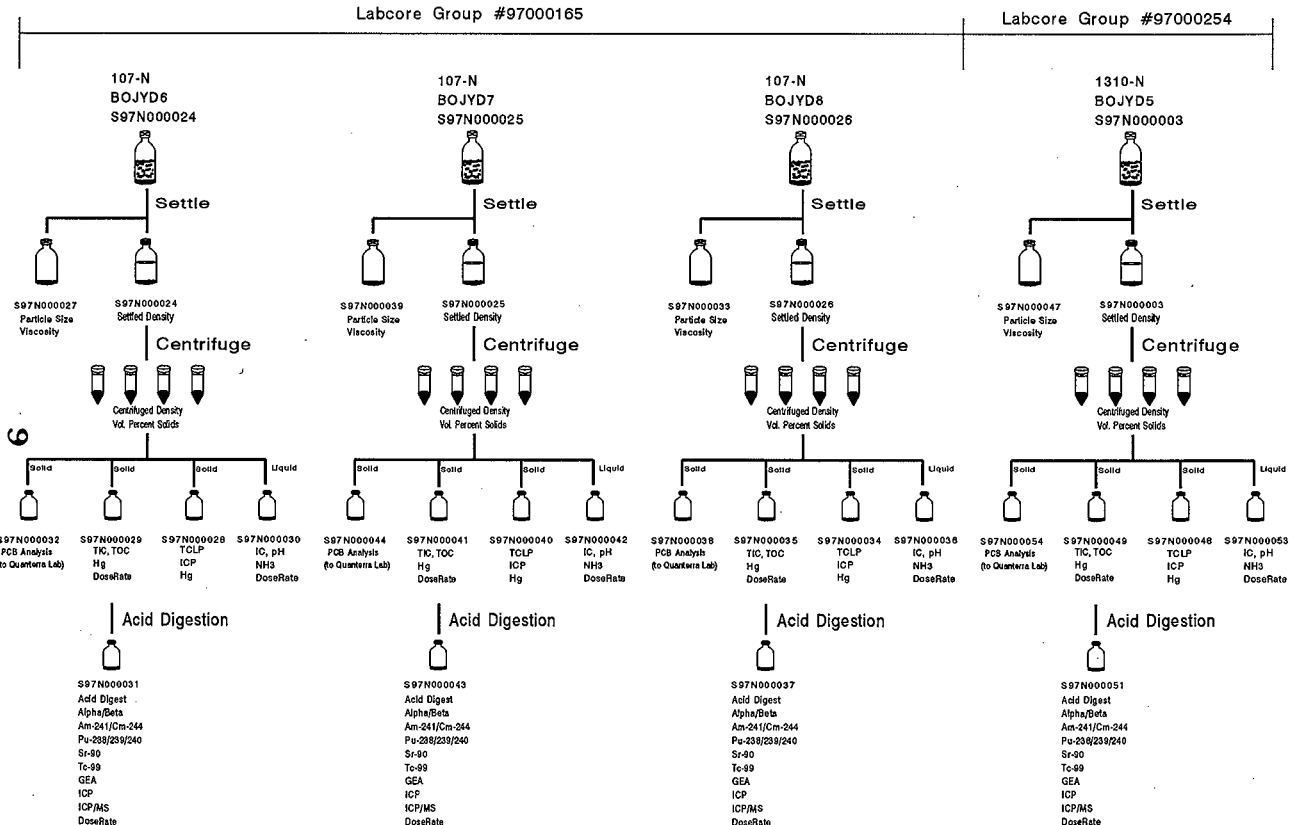 Labcore Group #97000165
Labcore Group #97000254
107-N
BOJYD6
S97N000024
107-N
BOJYD7
S97N000025
107-N
BOJYD8
S97N000026
1310-N
BOJYD5
S97N000003
Settle
Settle
Settle
Settle
S97N000027
Particle Size
Viscosity
S97N000024
Settled Density
S97N000039
Particle Size
Viscosity
S97N000025
Settled Density
S97N000033
Particle Size
Viscosity
S97N000026
Settled Density
S97N000047
Particle Size
Viscosity
S97N000003
Settled Density
Centrifuge
Centrifuge
Centrifuge
Centrifuge
Centrifuged Density
Vol. Percent Solids
Centrifuged Density
Vol. Percent Solids
Centrifuged Density
Vol. Percent Solids
Centrifuged Density
Vol. Percent Solids
9
Solid
Solid
Solid
Liquid
Solid
Solid
Solid
Liquid
Solid
Solid
Solid
Liquid
Solid
Solid
Solid
Liquid
S97N000032
PCB Analysis
(to Quanterra Lab)
S97N000029
TIC, TOC
Hg
DoseRate
S97N000028
TCLP
ICP
Hg
S97N000030
IC, pH
NH3
DoseRate
S97N000044
PCB Analysis
(to Quanterra Lab)
S97N000041
TIC, TOC
Hg
DoseRate
S97N000040
TCLP
ICP
Hg
S97N000042
IC, pH
NH3
DoseRate
S97N000038
PCB Analysis
(to Quanterra Lab)
S97N000035
TIC, TOC
Hg
DoseRate
S97N000034
TCLP
ICP
Hg
S97N000036
IC, pH
NH3
DoseRate
S97N000054
PCB Analysis
(to Quanterra Lab)
S97N000049
TIC, TOC
Hg
DoseRate
S97N000048
TCLP
ICP
Hg
S97N000053
IC, pH
NH3
DoseRate
Acid Digestion
Acid Digestion
Acid Digestion
Acid Digestion
S97N000031
Acid Digest
Alpha/Beta
Am-241/Cm-244
Pu-238/239/240
Sr-90
Tc-99
GEA
ICP
ICP/MS
DoseRate
S97N000043
Acid Digest
Alpha/Beta
Am-241/Cm-244
Pu-238/239/240
Sr-90
Tc-99
GEA
ICP
ICP/MS
DoseRate
S97N000037
Acid Digest
Alpha/Beta
Am-241/Cm-244
Pu-238/239/240
Sr-90
Tc-99
GEA
ICP
ICP/MS
DoseRate
S97N000051
Acid Digest
Alpha/Beta
Am-241/Cm-244
Pu-238/239/240
Sr-90
Tc-99
GEA
ICP
ICP/MS
DoseRate